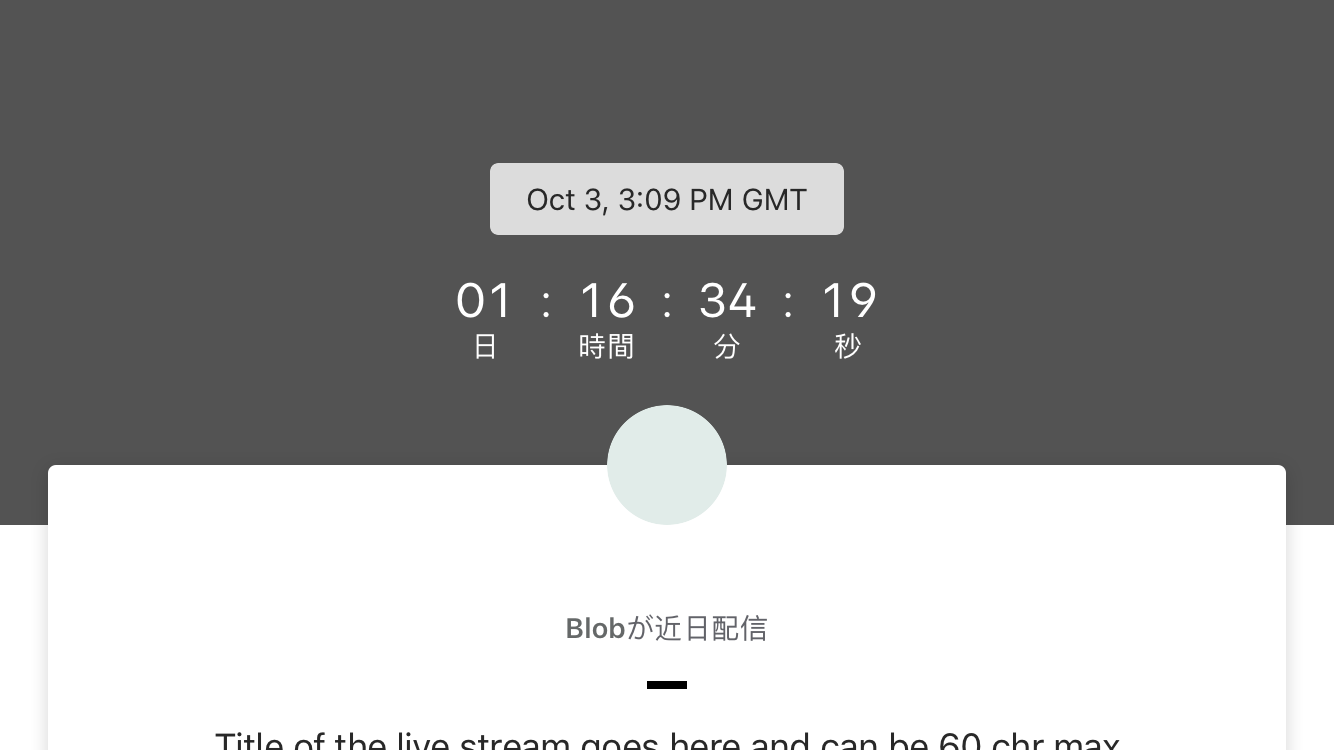 Oct 3, 3:09 PM GMT
01 : 16 : 34 : 19
日 時間 分 秒
Blobが近日配信
Title of the live stream goes here and can be 60 chr max